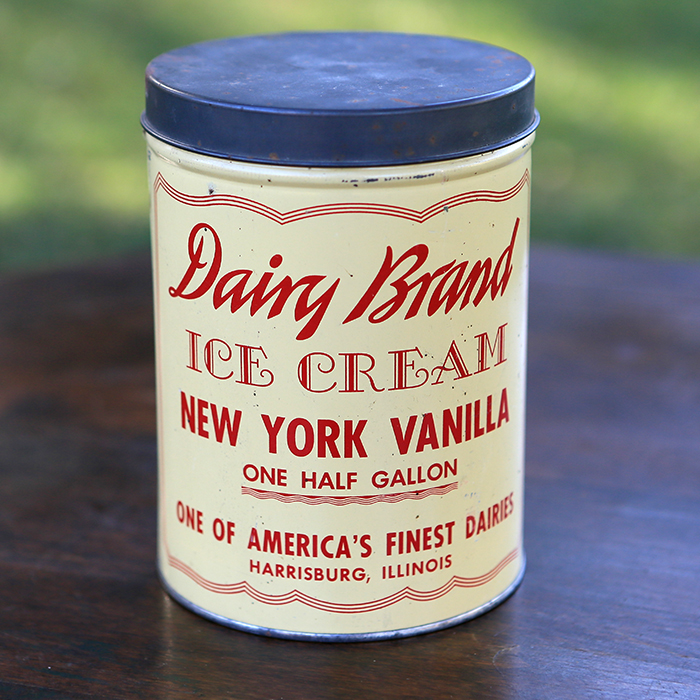 Dairy Brand
ICE CREAM
NEW YORK VANILLA
ONE HALF GALLON
ONE OF AMERICA'S FINEST DAIRIES
HARRISBURG, ILLINOIS